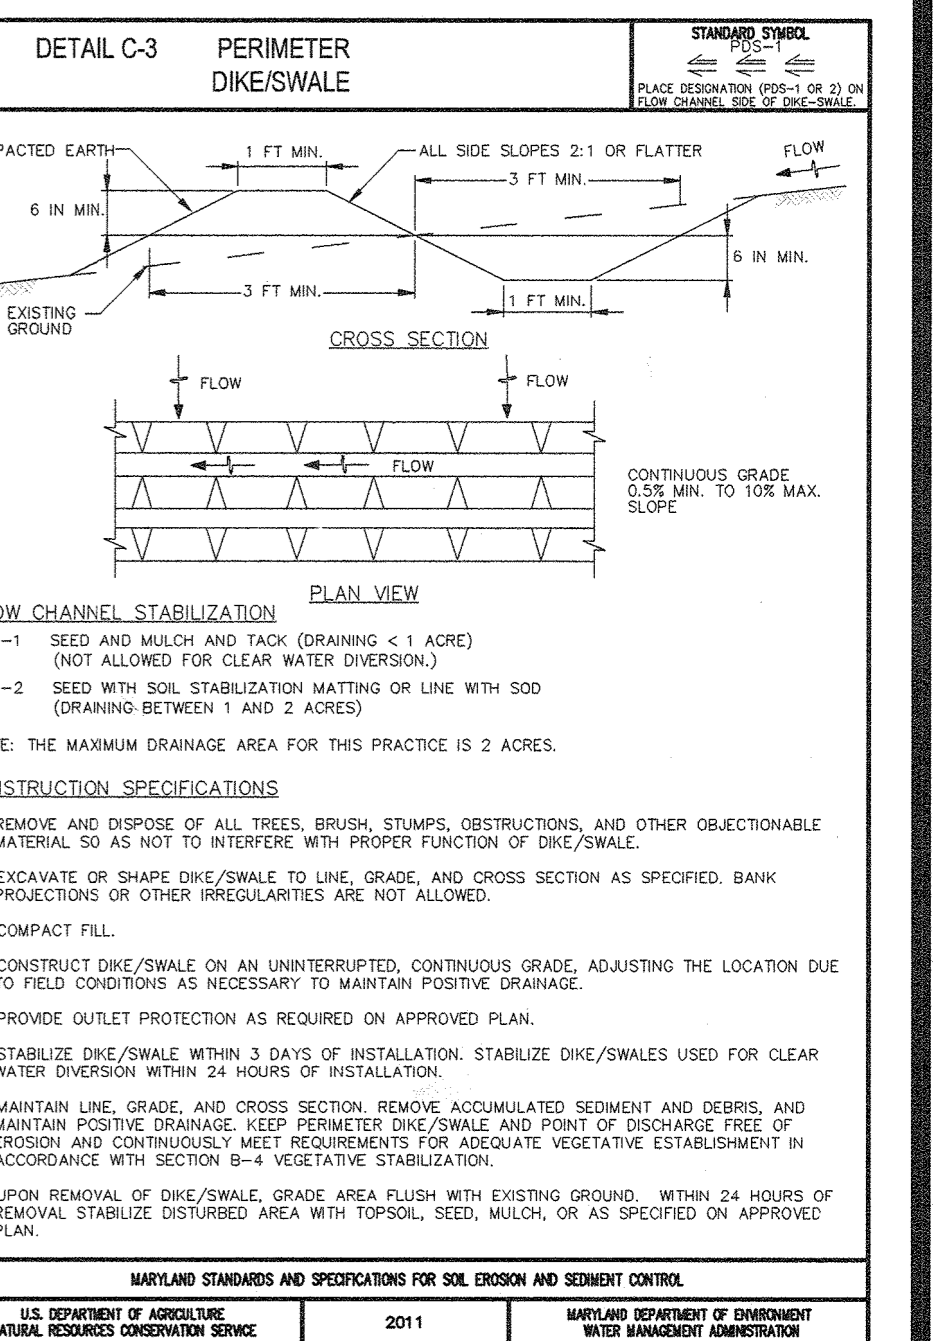 DETAIL C-3 PERIMETER
DIKE/SWALE
STANDARD SYMBOL
PDS-1
PLACE DESIGNATION (PDS-1 OR 2) ON
FLOW CHANNEL SIDE OF DIKE-SWALE.
PACTED EARTH
1 FT MIN.
ALL SIDE SLOPES 2:1 OR FLATTER
FLOW
3 FT MIN.
6 IN MIN.
6 IN MIN.
3 FT MIN.
1 FT MIN.
EXISTING
GROUND
CROSS SECTION
FLOW
FLOW
FLOW
CONTINUOUS GRADE
0.5% MIN. TO 10% MAX.
SLOPE
PLAN VIEW
OW CHANNEL STABILIZATION
-1 SEED AND MULCH AND TACK (DRAINING < 1 ACRE)
(NOT ALLOWED FOR CLEAR WATER DIVERSION.)
-2 SEED WITH SOIL STABILIZATION MATTING OR LINE WITH SOD
(DRAINING BETWEEN 1 AND 2 ACRES)
E: THE MAXIMUM DRAINAGE AREA FOR THIS PRACTICE IS 2 ACRES.
NSTRUCTION SPECIFICATIONS
REMOVE AND DISPOSE OF ALL TREES, BRUSH, STUMPS, OBSTRUCTIONS, AND OTHER OBJECTIONABLE
MATERIAL SO AS NOT TO INTERFERE WITH PROPER FUNCTION OF DIKE/SWALE.
EXCAVATE OR SHAPE DIKE/SWALE TO LINE, GRADE, AND CROSS SECTION AS SPECIFIED. BANK
PROJECTIONS OR OTHER IRREGULARITIES ARE NOT ALLOWED.
COMPACT FILL.
CONSTRUCT DIKE/SWALE ON AN UNINTERRUPTED, CONTINUOUS GRADE, ADJUSTING THE LOCATION DUE
TO FIELD CONDITIONS AS NECESSARY TO MAINTAIN POSITIVE DRAINAGE.
PROVIDE OUTLET PROTECTION AS REQUIRED ON APPROVED PLAN.
STABILIZE DIKE/SWALE WITHIN 3 DAYS OF INSTALLATION. STABILIZE DIKE/SWALES USED FOR CLEAR
WATER DIVERSION WITHIN 24 HOURS OF INSTALLATION.
MAINTAIN LINE, GRADE, AND CROSS SECTION. REMOVE ACCUMULATED SEDIMENT AND DEBRIS, AND
MAINTAIN POSITIVE DRAINAGE. KEEP PERIMETER DIKE/SWALE AND POINT OF DISCHARGE FREE OF
EROSION AND CONTINUOUSLY MEET REQUIREMENTS FOR ADEQUATE VEGETATIVE ESTABLISHMENT IN
ACCORDANCE WITH SECTION B-4 VEGETATIVE STABILIZATION.
UPON REMOVAL OF DIKE/SWALE, GRADE AREA FLUSH WITH EXISTING GROUND. WITHIN 24 HOURS OF
REMOVAL STABILIZE DISTURBED AREA WITH TOPSOIL, SEED, MULCH, OR AS SPECIFIED ON APPROVED
PLAN.
MARYLAND STANDARDS AND SPECIFICATIONS FOR SOIL EROSION AND SEDIMENT CONTROL
U.S. DEPARTMENT OF AGRICULTURE
NATURAL RESOURCES CONSERVATION SERVICE
2011
MARYLAND DEPARTMENT OF ENVIRONMENT
WATER MANAGEMENT ADMINISTRATION